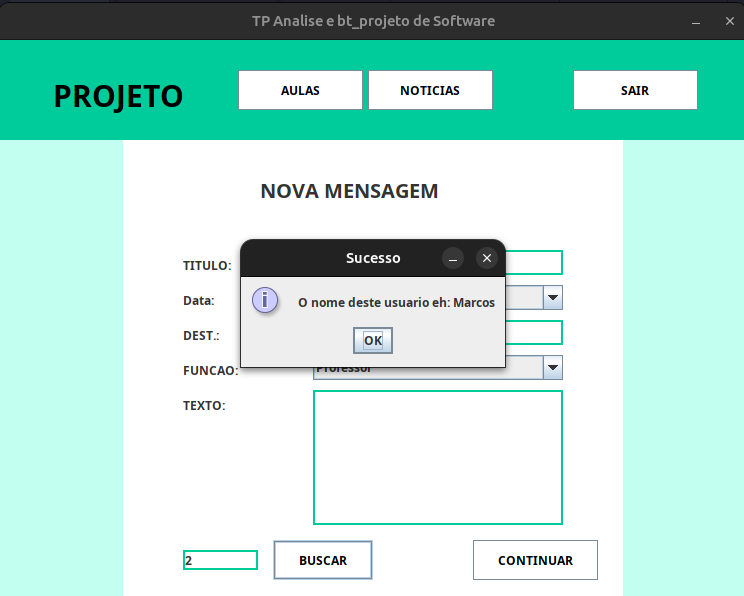 TP Analise e bt_projeto de Software
PROJETO
AULAS
NOTICIAS
SAIR
NOVA MENSAGEM
Sucesso
TITULO:
O nome deste usuario eh: Marcos
Data:
OK
DEST.:
FUNCAO:
Professor
TEXTO:
2
BUSCAR
CONTINUAR